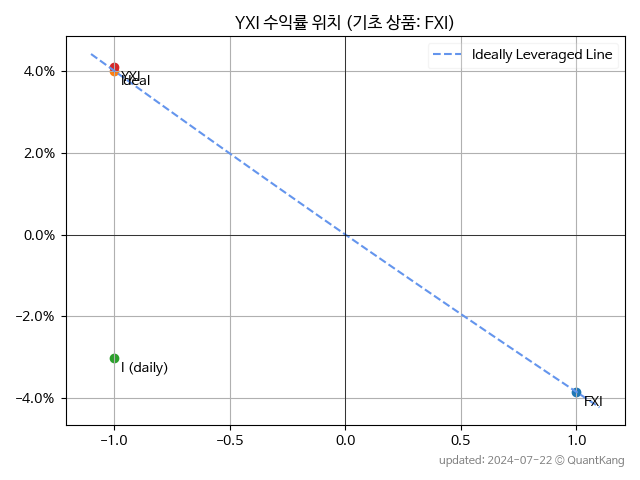 YXI 수익률 위치 (기초 상품: FXI)
Ideally Leveraged Line
4.0%
2.0%
0.0%
−2.0%
−4.0%
YXI
Ideal
I (daily)
FXI
−1.0
−0.5
0.0
0.5
1.0
updated: 2024-07-22 © QuantKang